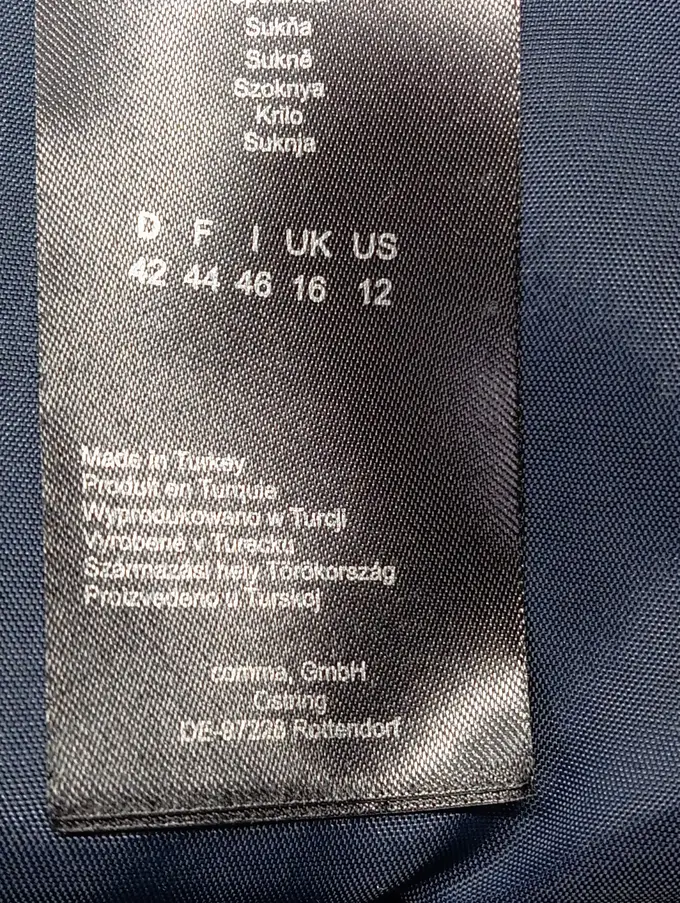 Sukňa
Sukně
Szoknya
Krilo
Suknja
D F I UK US
42 44 46 16 12
Made in Turkey
Produit en Turquie
Wyprodukowano w Turcji
Vyrobené v Turecku
Származási hely Törökország
Proizvedeno u Turskoj
comma, GmbH
Ostring
DE-97228 Rottendorf